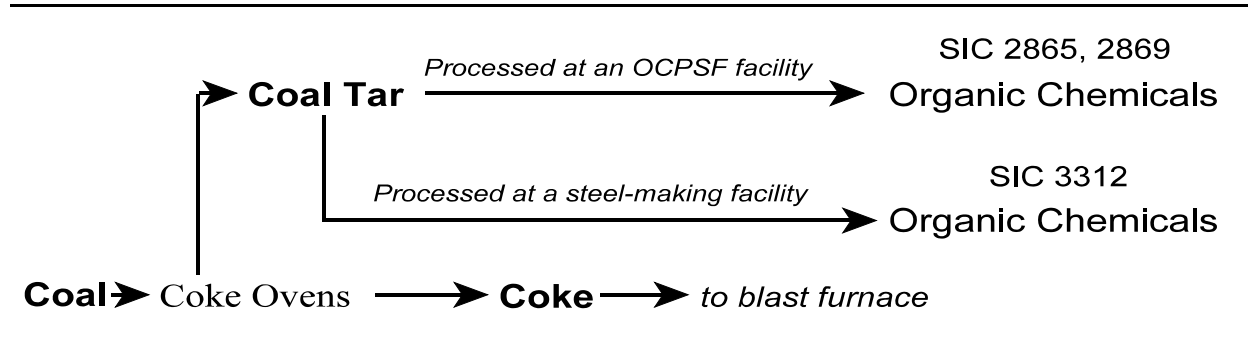 SIC 2865, 2869
Processed at an OCPSF facility
Coal Tar
Organic Chemicals
SIC 3312
Processed at a steel-making facility
Organic Chemicals
Coal Coke Ovens Coke to blast furnace